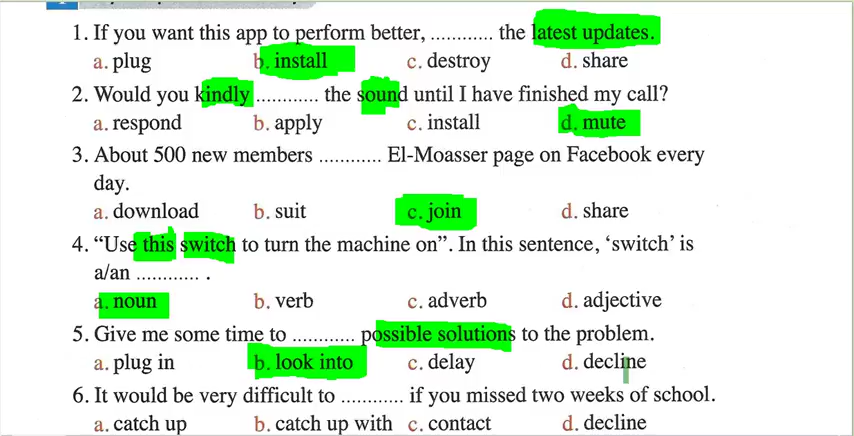 1. If you want this app to perform better, ............ the latest updates.
a. plug b. install c. destroy d. share
2. Would you kindly ............ the sound until I have finished my call?
a. respond b. apply c. install d. mute
3. About 500 new members ............ El-Moasser page on Facebook every
day.
a. download b. suit c. join d. share
4. “Use this switch to turn the machine on”. In this sentence, ‘switch’ is
a/an ............ .
a. noun b. verb c. adverb d. adjective
5. Give me some time to ............ possible solutions to the problem.
a. plug in b. look into c. delay d. decline
6. It would be very difficult to ............ if you missed two weeks of school.
a. catch up b. catch up with c. contact d. decline